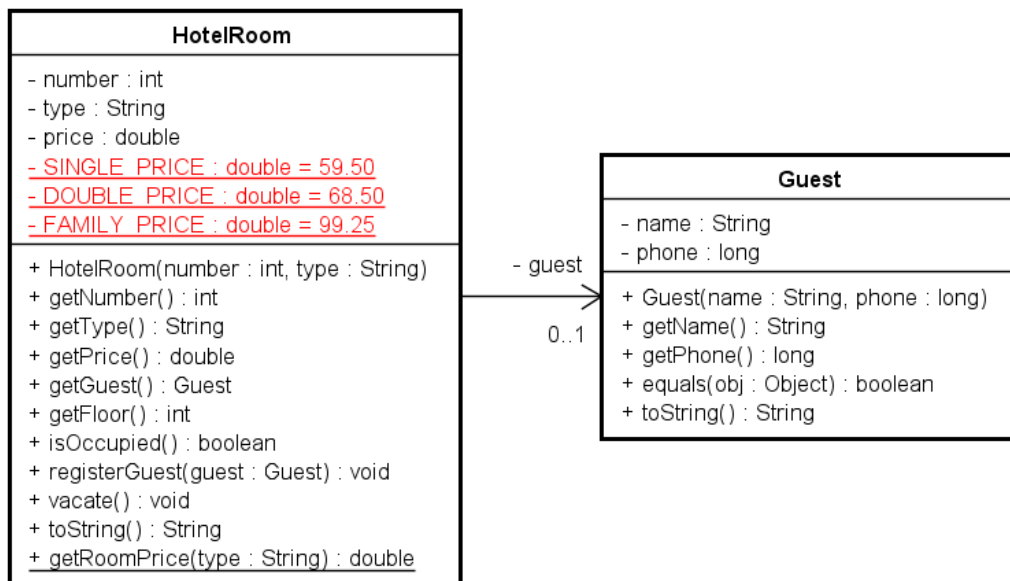 HotelRoom
- number : int
- type : String
- price : double
- SINGLE_PRICE : double = 59.50
- DOUBLE_PRICE : double = 68.50
- FAMILY_PRICE : double = 99.25
+ HotelRoom(number : int, type : String)
+ getNumber() : int
+ getType() : String
+ getPrice() : double
+ getGuest() : Guest
+ getFloor() : int
+ isOccupied() : boolean
+ registerGuest(guest : Guest) : void
+ vacate() : void
+ toString() : String
+ getRoomPrice(type : String) : double
- guest
0..1
Guest
- name : String
- phone : long
+ Guest(name : String, phone : long)
+ getName() : String
+ getPhone() : long
+ equals(obj : Object) : boolean
+ toString() : String